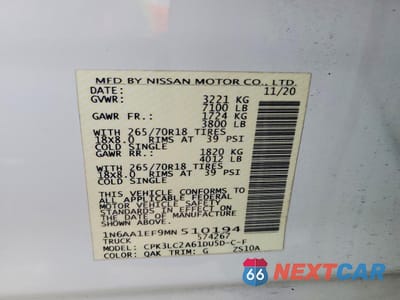 MFD BY NISSAN MOTOR CO., LTD.
DATE: 11/20
GVWR: 3221 KG
7100 LB
GAWR FR.: 1724 KG
3800 LB
WITH 265/70R18 TIRES
18x8.0 RIMS AT 39 PSI
COLD SINGLE
GAWR RR.: 1820 KG
4012 LB
WITH 265/70R18 TIRES
18x8.0 RIMS AT 39 PSI
COLD SINGLE
THIS VEHICLE CONFORMS TO
ALL APPLICABLE FEDERAL
MOTOR VEHICLE SAFETY
STANDARDS IN EFFECT ON
THE DATE OF MANUFACTURE
SHOWN ABOVE.
1N6AA1EF9MN510194
TRUCK 574267
MODEL: CPK3LC2A61DU5D-C-F
COLOR: QAK TRIM: G ZS10A
66 NEXTCAR